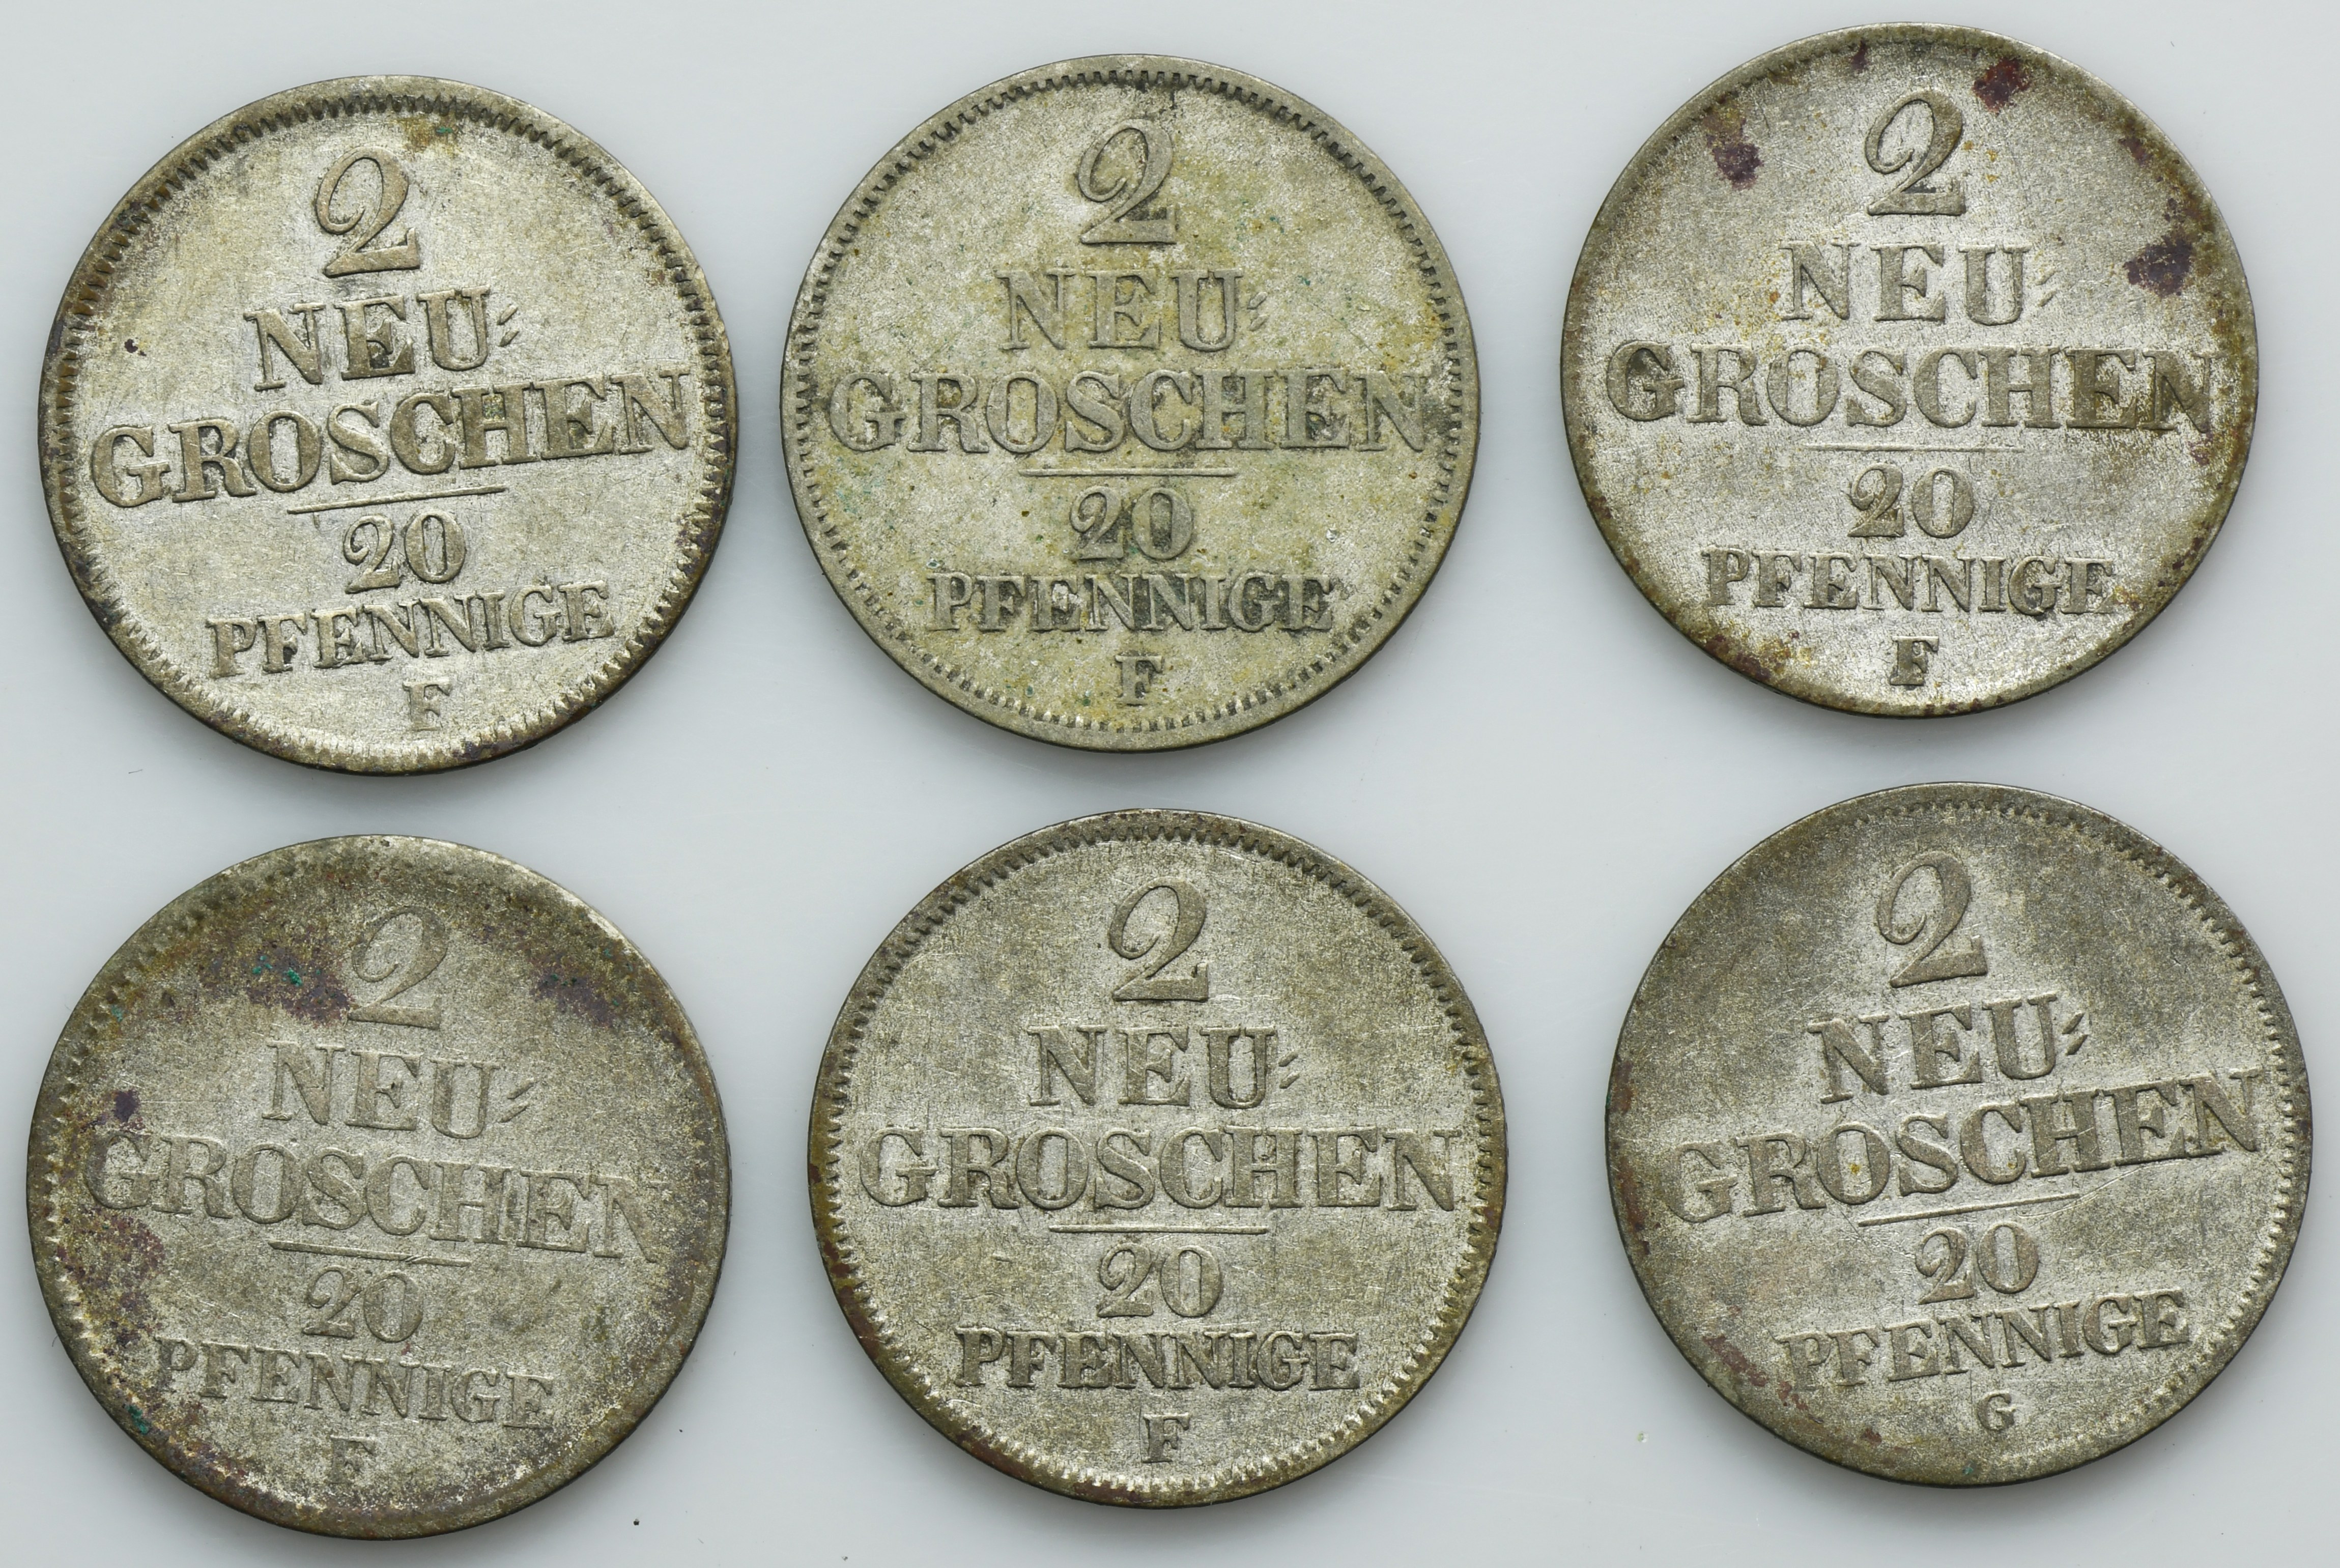 2
NEU=
GROSCHEN
20
PFENNIGE
F
2
NEU=
GROSCHEN
20
PFENNIGE
F
2
NEU=
GROSCHEN
20
PFENNIGE
F
2
NEU=
GROSCHEN
20
PFENNIGE
F
2
NEU=
GROSCHEN
20
PFENNIGE
F
2
NEU=
GROSCHEN
20
PFENNIGE
G